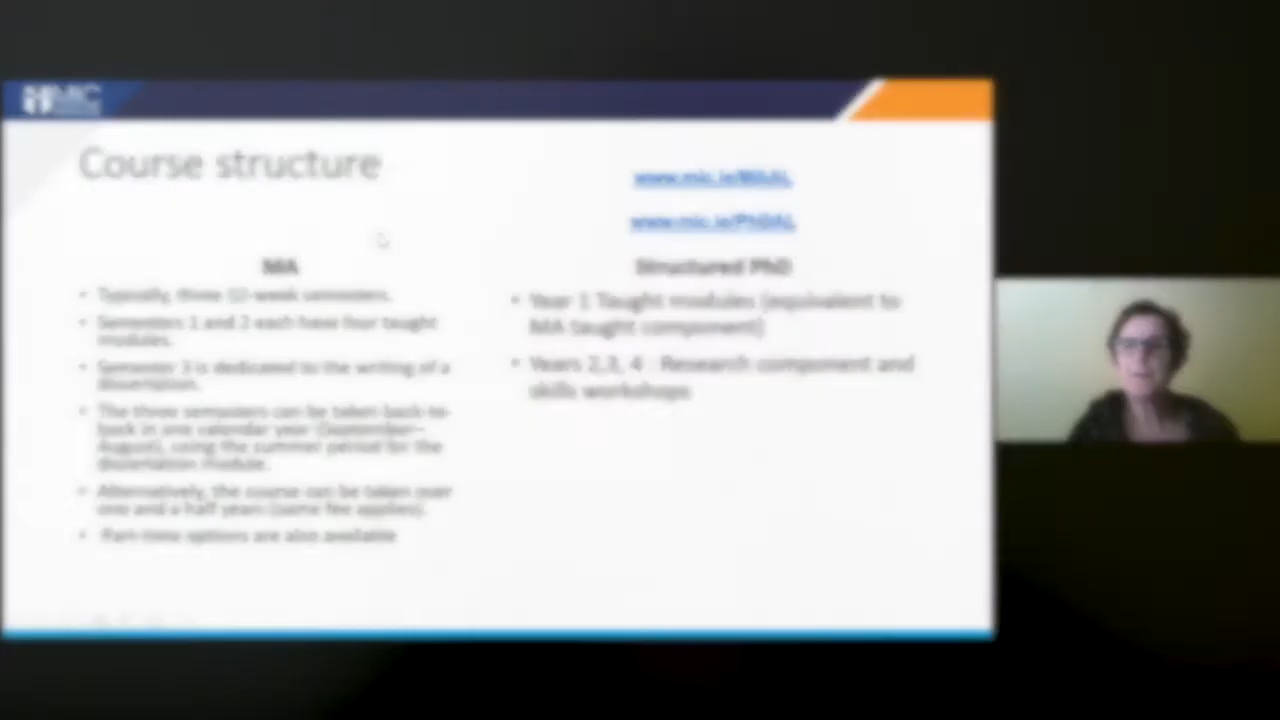 MIC
Course structure
www.mic.ie/MAAL
www.mic.ie/PhDAL
MA
• Typically, three 12-week semesters.
• Semesters 1 and 2 each have four taught
modules.
• Semester 3 is dedicated to the writing of a
dissertation.
• The three semesters can be taken back-to-
back in one calendar year (September–
August), using the summer period for the
dissertation module.
• Alternatively, the course can be taken over
one and a half years (same fee applies).
• Part-time options are also available
Structured PhD
• Year 1 Taught modules (equivalent to
MA taught component)
• Years 2,3, 4 : Research component and
skills workshops